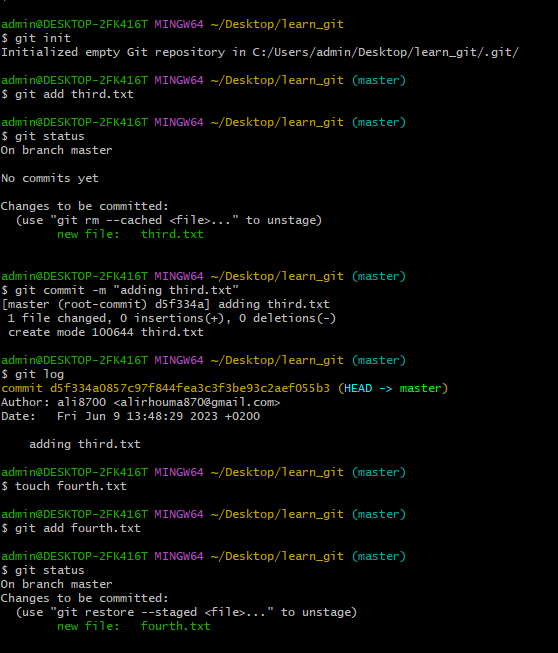 admin@DESKTOP-2FK416T MINGW64 ~/Desktop/learn_git
$ git init
Initialized empty Git repository in C:/Users/admin/Desktop/learn_git/.git/
admin@DESKTOP-2FK416T MINGW64 ~/Desktop/learn_git (master)
$ git add third.txt
admin@DESKTOP-2FK416T MINGW64 ~/Desktop/learn_git (master)
$ git status
On branch master
No commits yet
Changes to be committed:
  (use "git rm --cached <file>..." to unstage)
        new file:   third.txt
admin@DESKTOP-2FK416T MINGW64 ~/Desktop/learn_git (master)
$ git commit -m "adding third.txt"
[master (root-commit) d5f334a] adding third.txt
 1 file changed, 0 insertions(+), 0 deletions(-)
 create mode 100644 third.txt
admin@DESKTOP-2FK416T MINGW64 ~/Desktop/learn_git (master)
$ git log
commit d5f334a0857c97f844fea3c3f3be93c2aef055b3 (HEAD -> master)
Author: ali8700 <alirhouma870@gmail.com>
Date:   Fri Jun 9 13:48:29 2023 +0200
    adding third.txt
admin@DESKTOP-2FK416T MINGW64 ~/Desktop/learn_git (master)
$ touch fourth.txt
admin@DESKTOP-2FK416T MINGW64 ~/Desktop/learn_git (master)
$ git add fourth.txt
admin@DESKTOP-2FK416T MINGW64 ~/Desktop/learn_git (master)
$ git status
On branch master
Changes to be committed:
  (use "git restore --staged <file>..." to unstage)
        new file:   fourth.txt